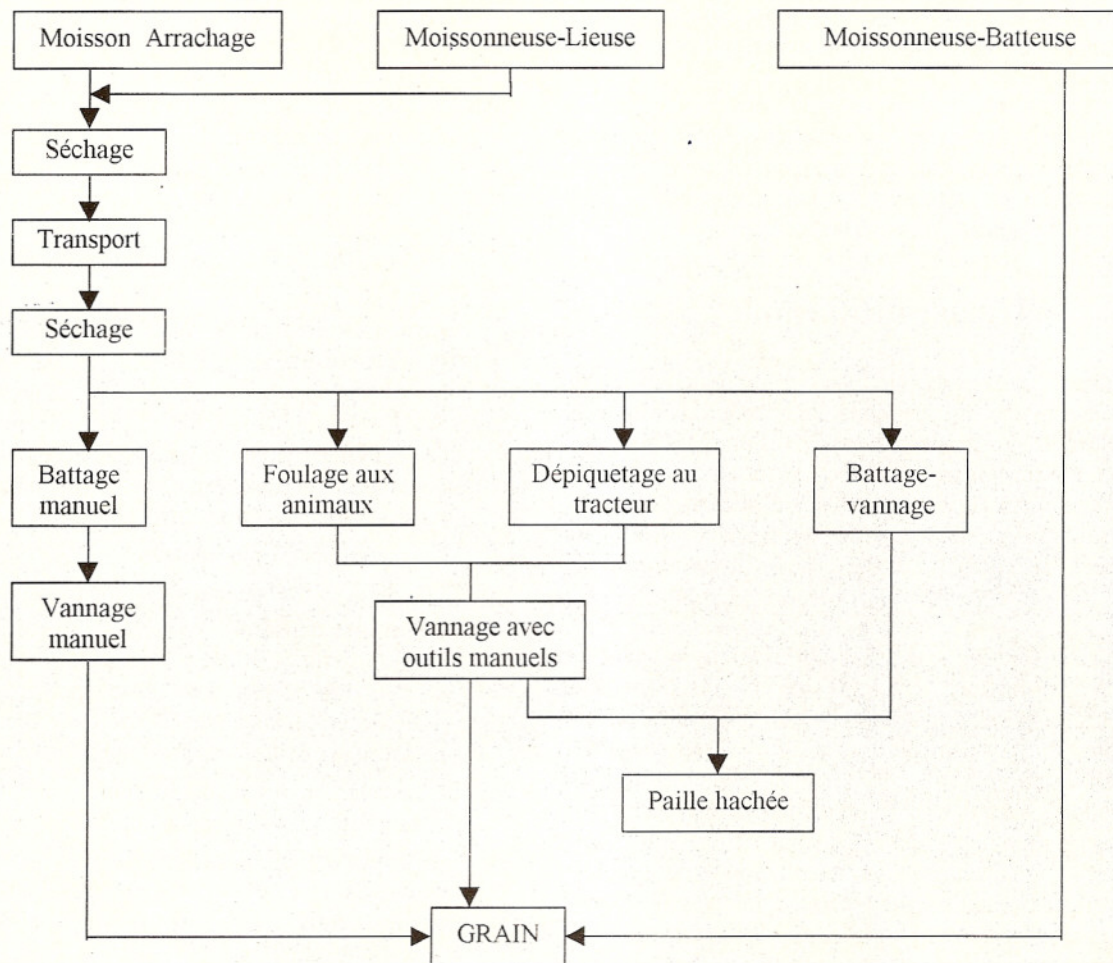 Moisson Arrachage
Moissonneuse-Lieuse
Moissonneuse-Batteuse
Séchage
Transport
Séchage
Battage
manuel
Foulage aux
animaux
Dépiquetage au
tracteur
Battage-
vannage
Vannage
manuel
Vannage avec
outils manuels
Paille hachée
GRAIN